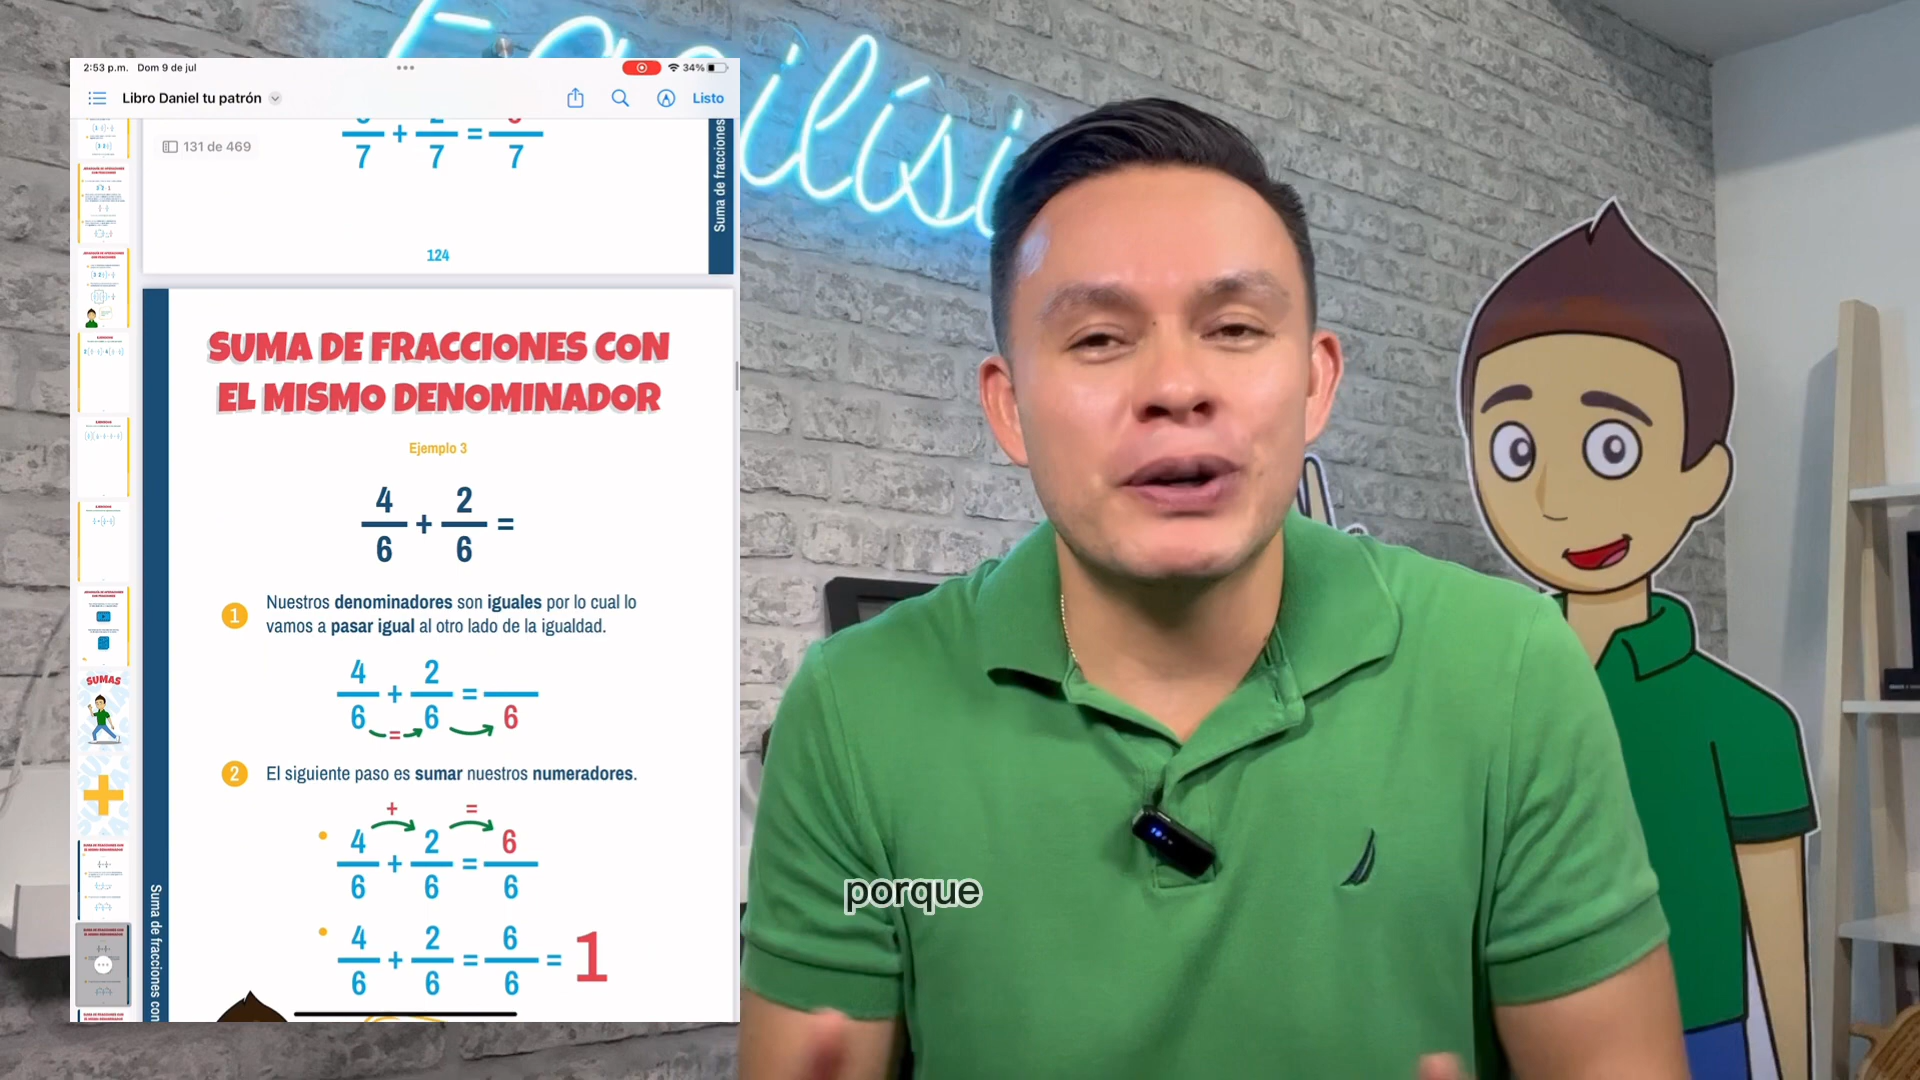 Facilísi
2:53 p.m. Dom 9 de jul
34%
Libro Daniel tu patrón
Listo
131 de 469
+ =
7 7 7
Suma de fracciones
124
SUMA DE FRACCIONES CON
EL MISMO DENOMINADOR
Ejemplo 3
4/6 + 2/6 =
1 Nuestros denominadores son iguales por lo cual lo
vamos a pasar igual al otro lado de la igualdad.
4/6 + 2/6 = /6
=
2 El siguiente paso es sumar nuestros numeradores.
+ =
4/6 + 2/6 = 6/6
4/6 + 2/6 = 6/6 = 1
Suma de fracciones con
SUMAS
porque